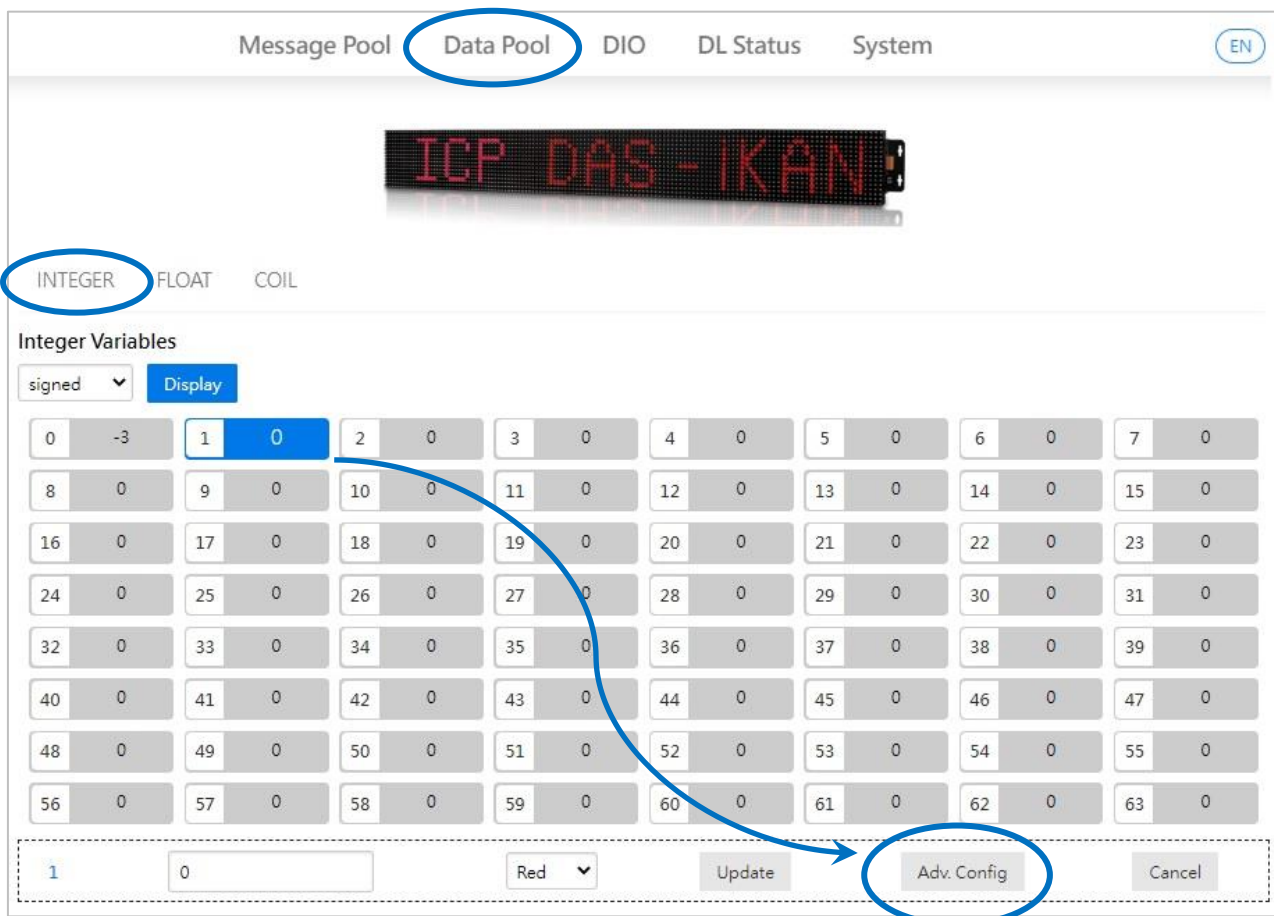 Message Pool Data Pool DIO DL Status System EN
ICP DAS-iKAN
INTEGER FLOAT COIL
Integer Variables
signed Display
0 -3 1 0 2 0 3 0 4 0 5 0 6 0 7 0
8 0 9 0 10 0 11 0 12 0 13 0 14 0 15 0
16 0 17 0 18 0 19 0 20 0 21 0 22 0 23 0
24 0 25 0 26 0 27 0 28 0 29 0 30 0 31 0
32 0 33 0 34 0 35 0 36 0 37 0 38 0 39 0
40 0 41 0 42 0 43 0 44 0 45 0 46 0 47 0
48 0 49 0 50 0 51 0 52 0 53 0 54 0 55 0
56 0 57 0 58 0 59 0 60 0 61 0 62 0 63 0
1 0 Red Update Adv. Config Cancel